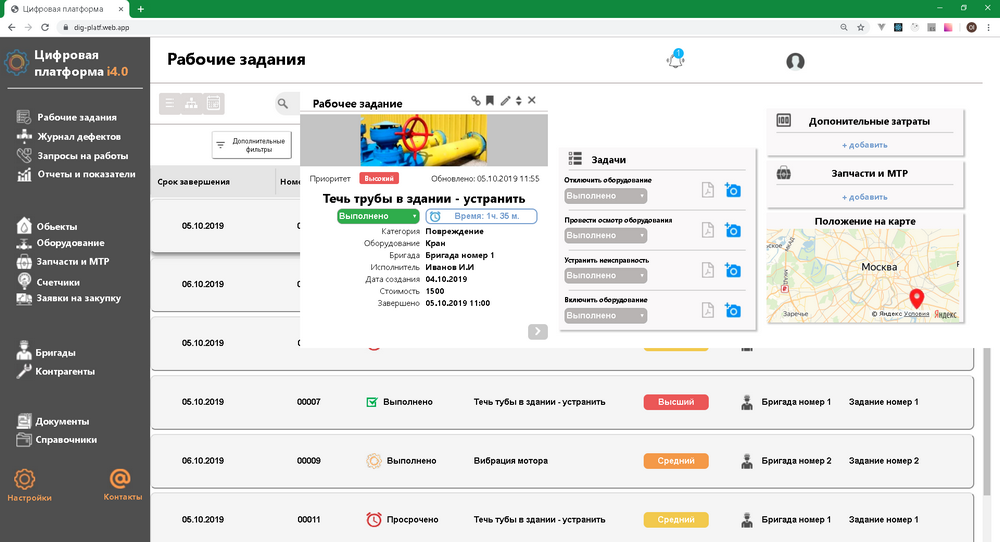 Цифровая платформа
dig-platf.web.app
Цифровая
платформа i4.0
Рабочие задания
Журнал дефектов
Запросы на работы
Отчеты и показатели
Обьекты
Оборудование
Запчасти и МТР
Счетчики
Заявки на закупку
Бригады
Контрагенты
Документы
Справочники
Настройки
Контакты
Рабочие задания
1
Дополнительные
фильтры
Срок завершения
05.10.2019
06.10.2019
05.10.2019
Рабочее задание
Приоритет
Высокий
Обновлено: 05.10.2019 11:55
Течь трубы в здании - устранить
Выполнено
Время: 1ч. 35 м.
Категория Повреждение
Оборудование Кран
Бригада Бригада номер 1
Исполнитель Иванов И.И
Дата создания 04.10.2019
Стоимость 1500
Завершено 05.10.2019 11:00
Задачи
Отключить оборудование
Выполнено
Провести осмотр оборудования
Выполнено
Устранить неисправность
Выполнено
Включить оборудование
Выполнено
Допонительные затраты
+ добавить
Запчасти и МТР
+ добавить
Положение на карте
Москва
Заречье
© Яндекс Условия Яндекс
05.10.2019 00007 Выполнено Течь тубы в здании - устранить Высший Бригада номер 1 Задание номер 1
06.10.2019 00009 Выполнено Вибрация мотора Средний Бригада номер 2 Задание номер 2
05.10.2019 00011 Просрочено Течь тубы в здании - устранить Средний Бригада номер 1 Задание номер 1